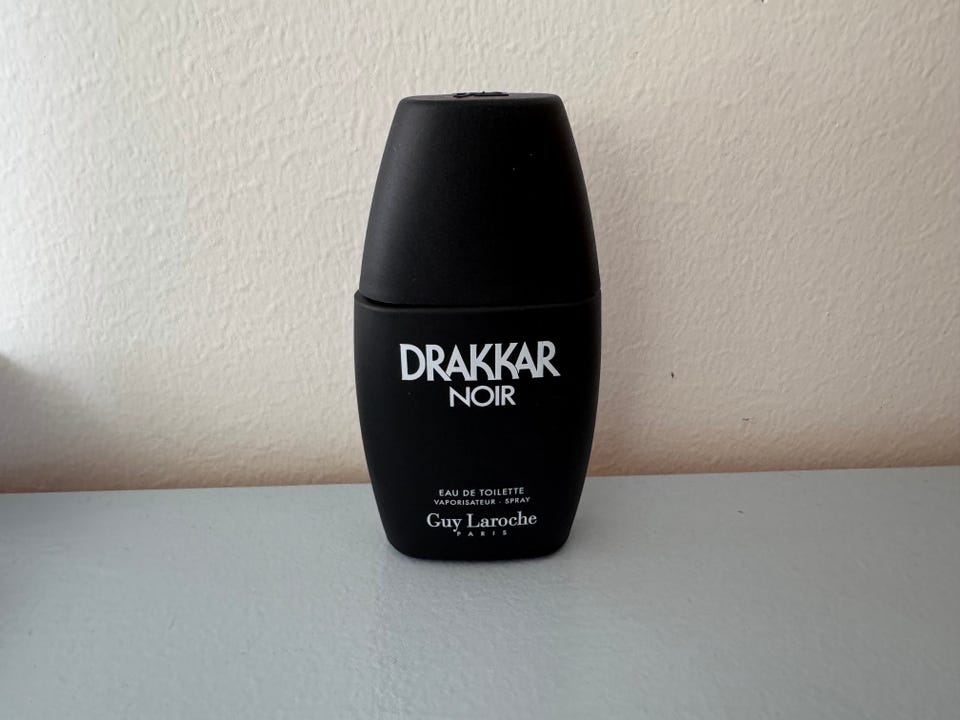 DRAKKAR
NOIR
EAU DE TOILETTE
VAPORISATEUR · SPRAY
Guy Laroche
PARIS